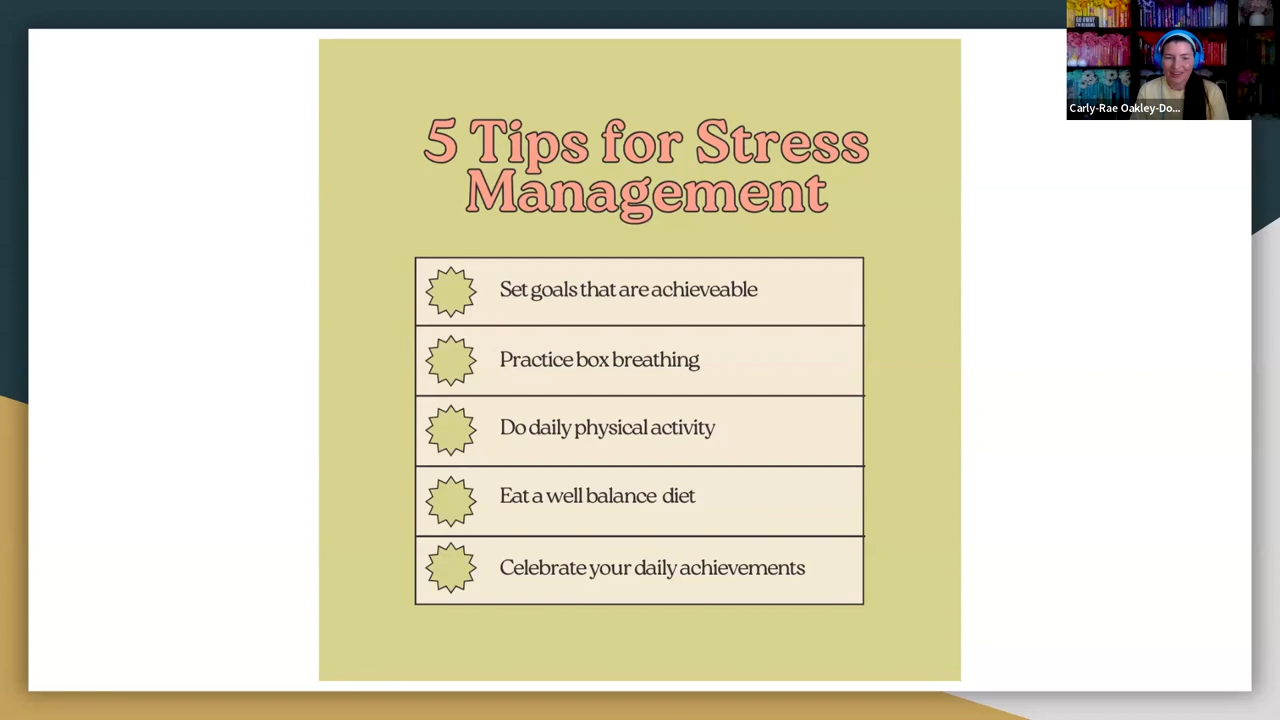 5 Tips for Stress
Management
Set goals that are achieveable
Practice box breathing
Do daily physical activity
Eat a well balance diet
Celebrate your daily achievements
Carly-Rae Oakley-Do...